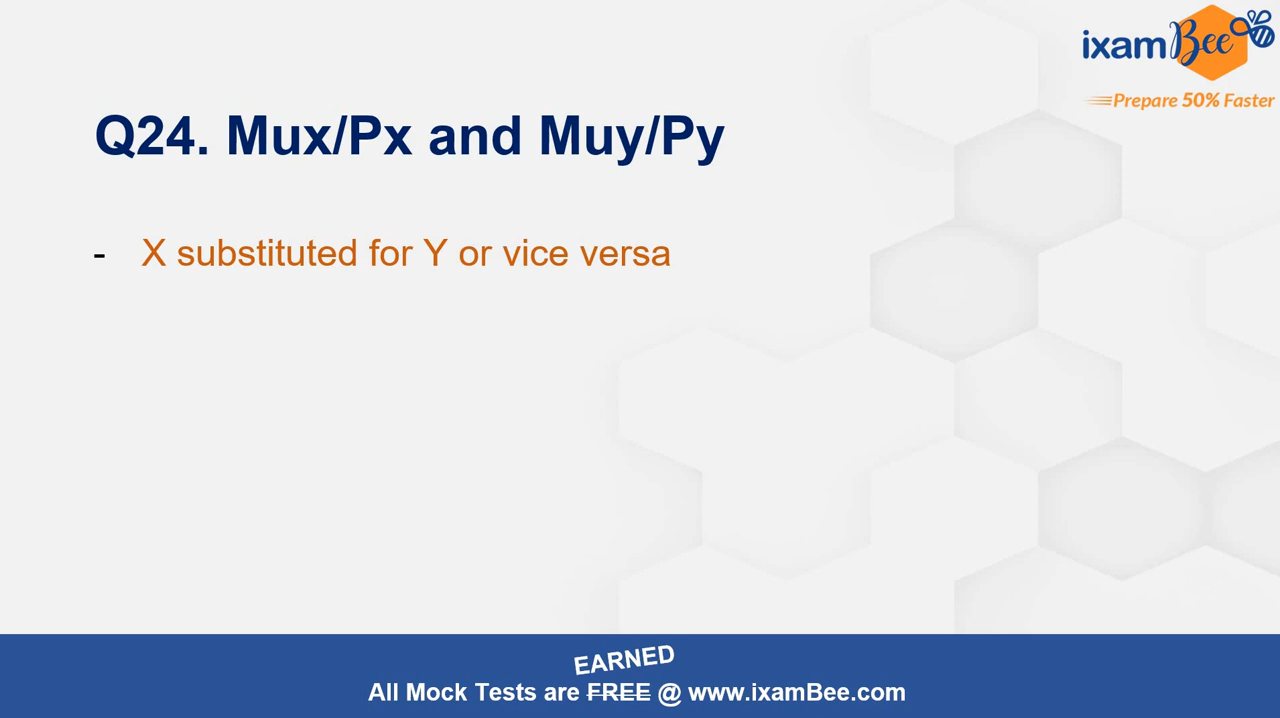 ixamBee
Prepare 50% Faster
Q24. Mux/Px and Muy/Py
- X substituted for Y or vice versa
EARNED
All Mock Tests are FREE @ www.ixamBee.com